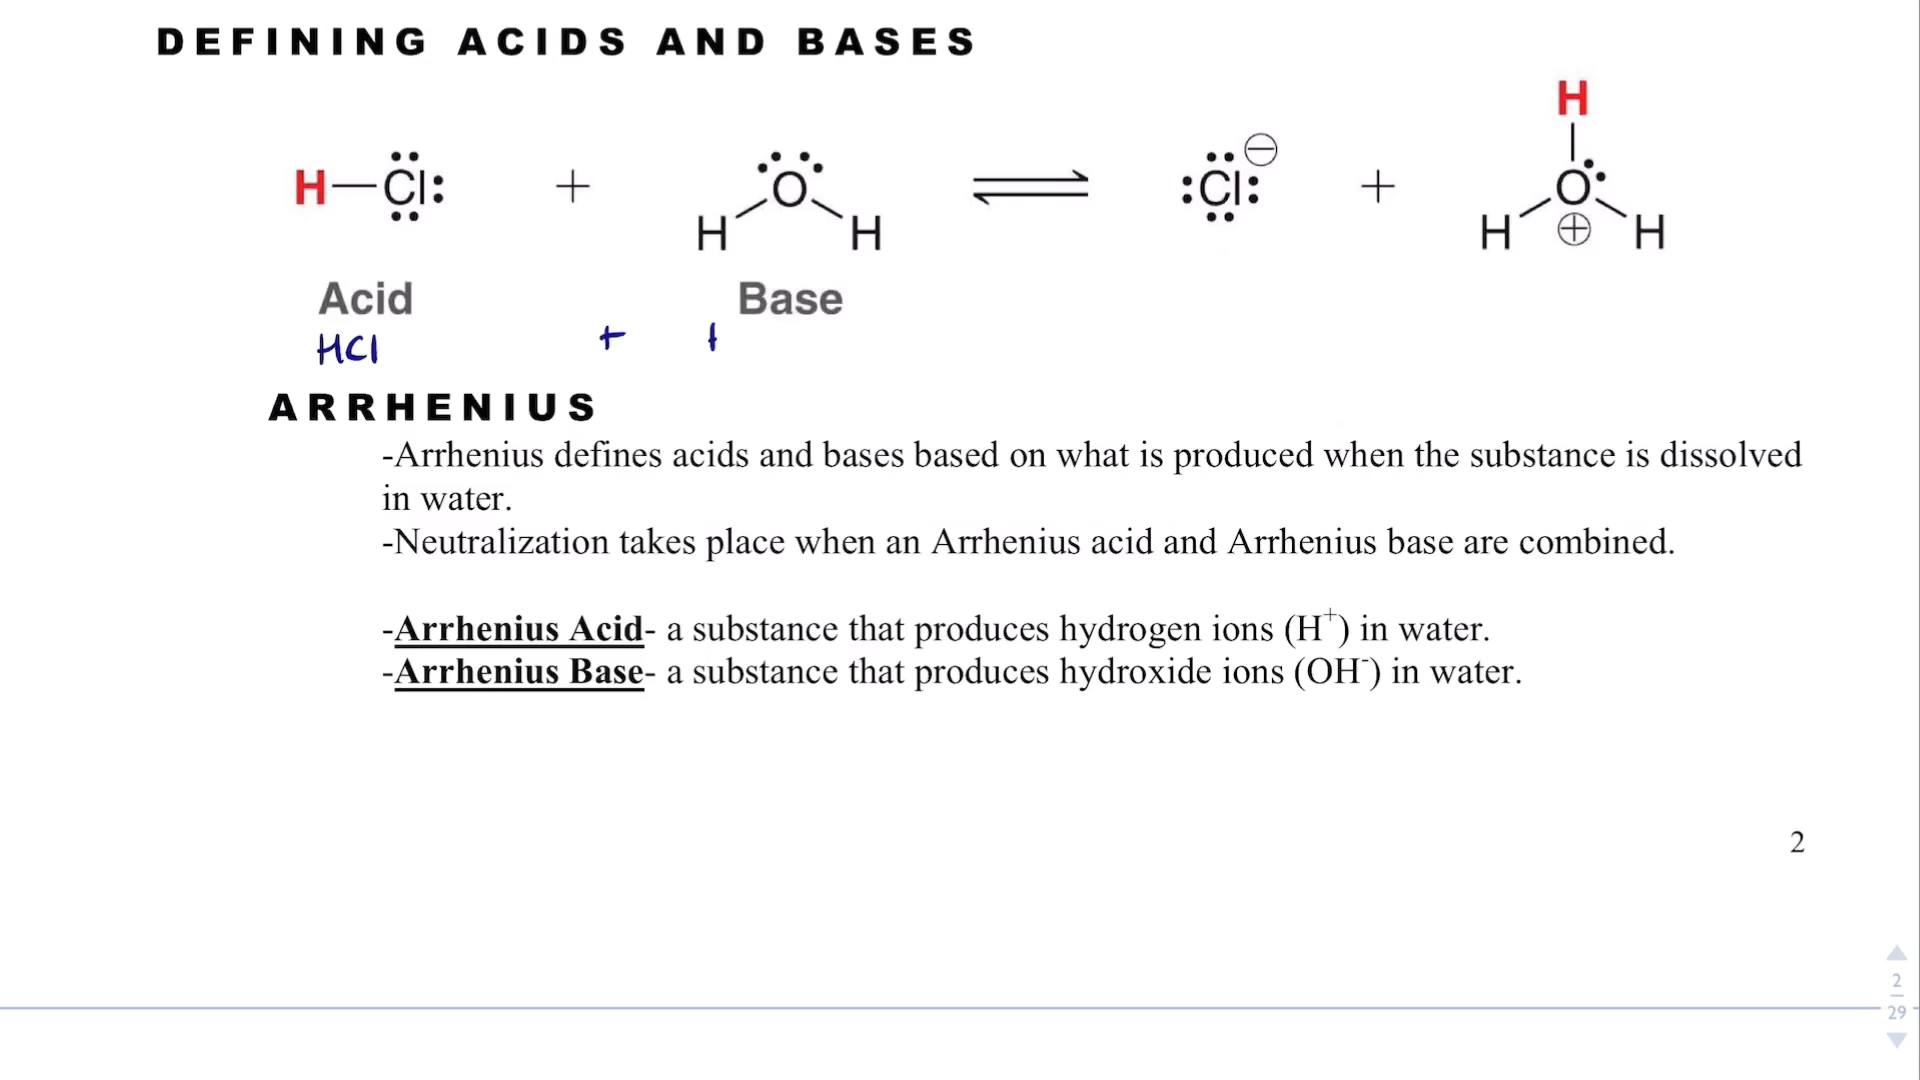 DEFINING ACIDS AND BASES
H
H—Cl: + O ⇌ :Cl: ⊖ + O
H H H ⊕ H
Acid Base
HCl +
ARRHENIUS
-Arrhenius defines acids and bases based on what is produced when the substance is dissolved
in water.
-Neutralization takes place when an Arrhenius acid and Arrhenius base are combined.
-Arrhenius Acid- a substance that produces hydrogen ions (H⁺) in water.
-Arrhenius Base- a substance that produces hydroxide ions (OH⁻) in water.
2
2
29